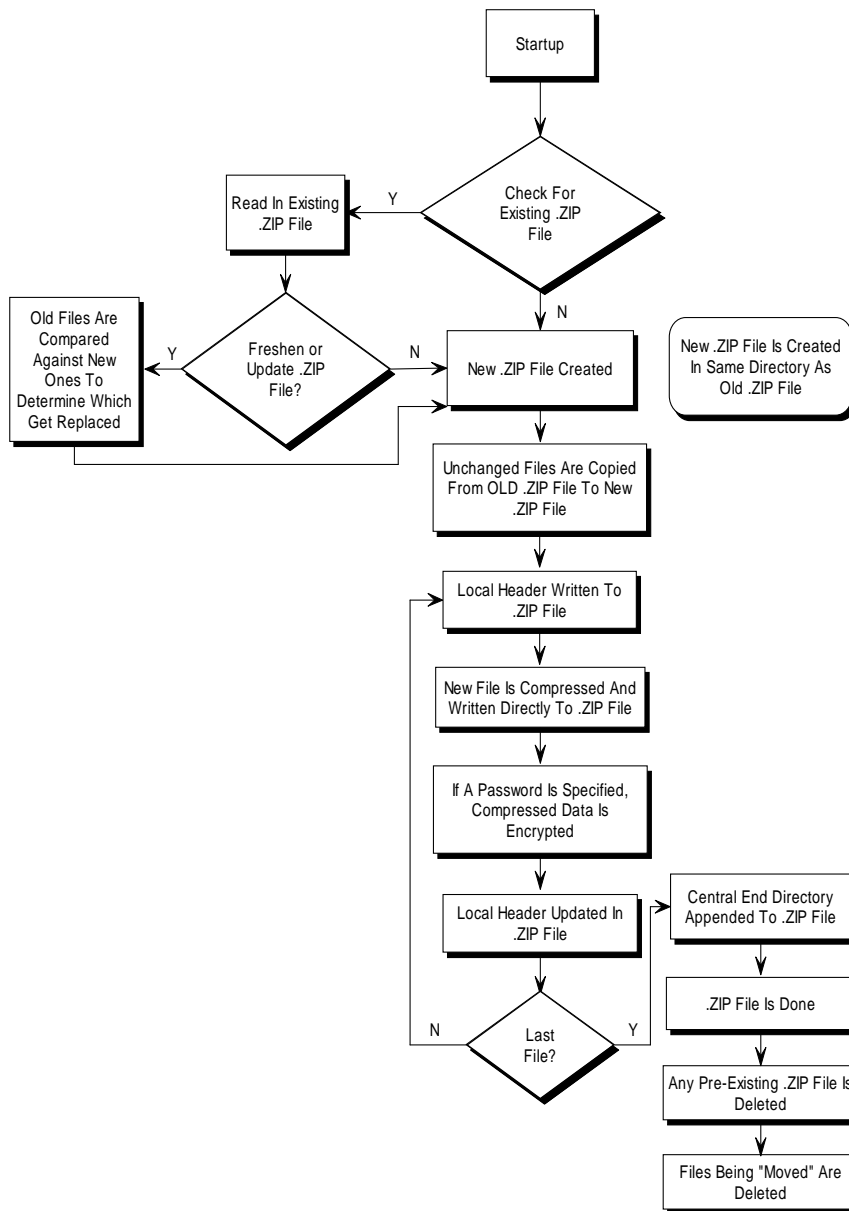 Startup
Check For
Existing .ZIP
File
Y
N
Read In Existing
.ZIP File
Freshen or
Update .ZIP
File?
Y
N
Old Files Are
Compared
Against New
Ones To
Determine Which
Get Replaced
New .ZIP File Created
New .ZIP File Is Created
In Same Directory As
Old .ZIP File
Unchanged Files Are Copied
From OLD .ZIP File To New
.ZIP File
Local Header Written To
.ZIP File
New File Is Compressed And
Written Directly To .ZIP File
If A Password Is Specified,
Compressed Data Is
Encrypted
Local Header Updated In
.ZIP File
Last
File?
N
Y
Central End Directory
Appended To .ZIP File
.ZIP File Is Done
Any Pre-Existing .ZIP File Is
Deleted
Files Being "Moved" Are
Deleted